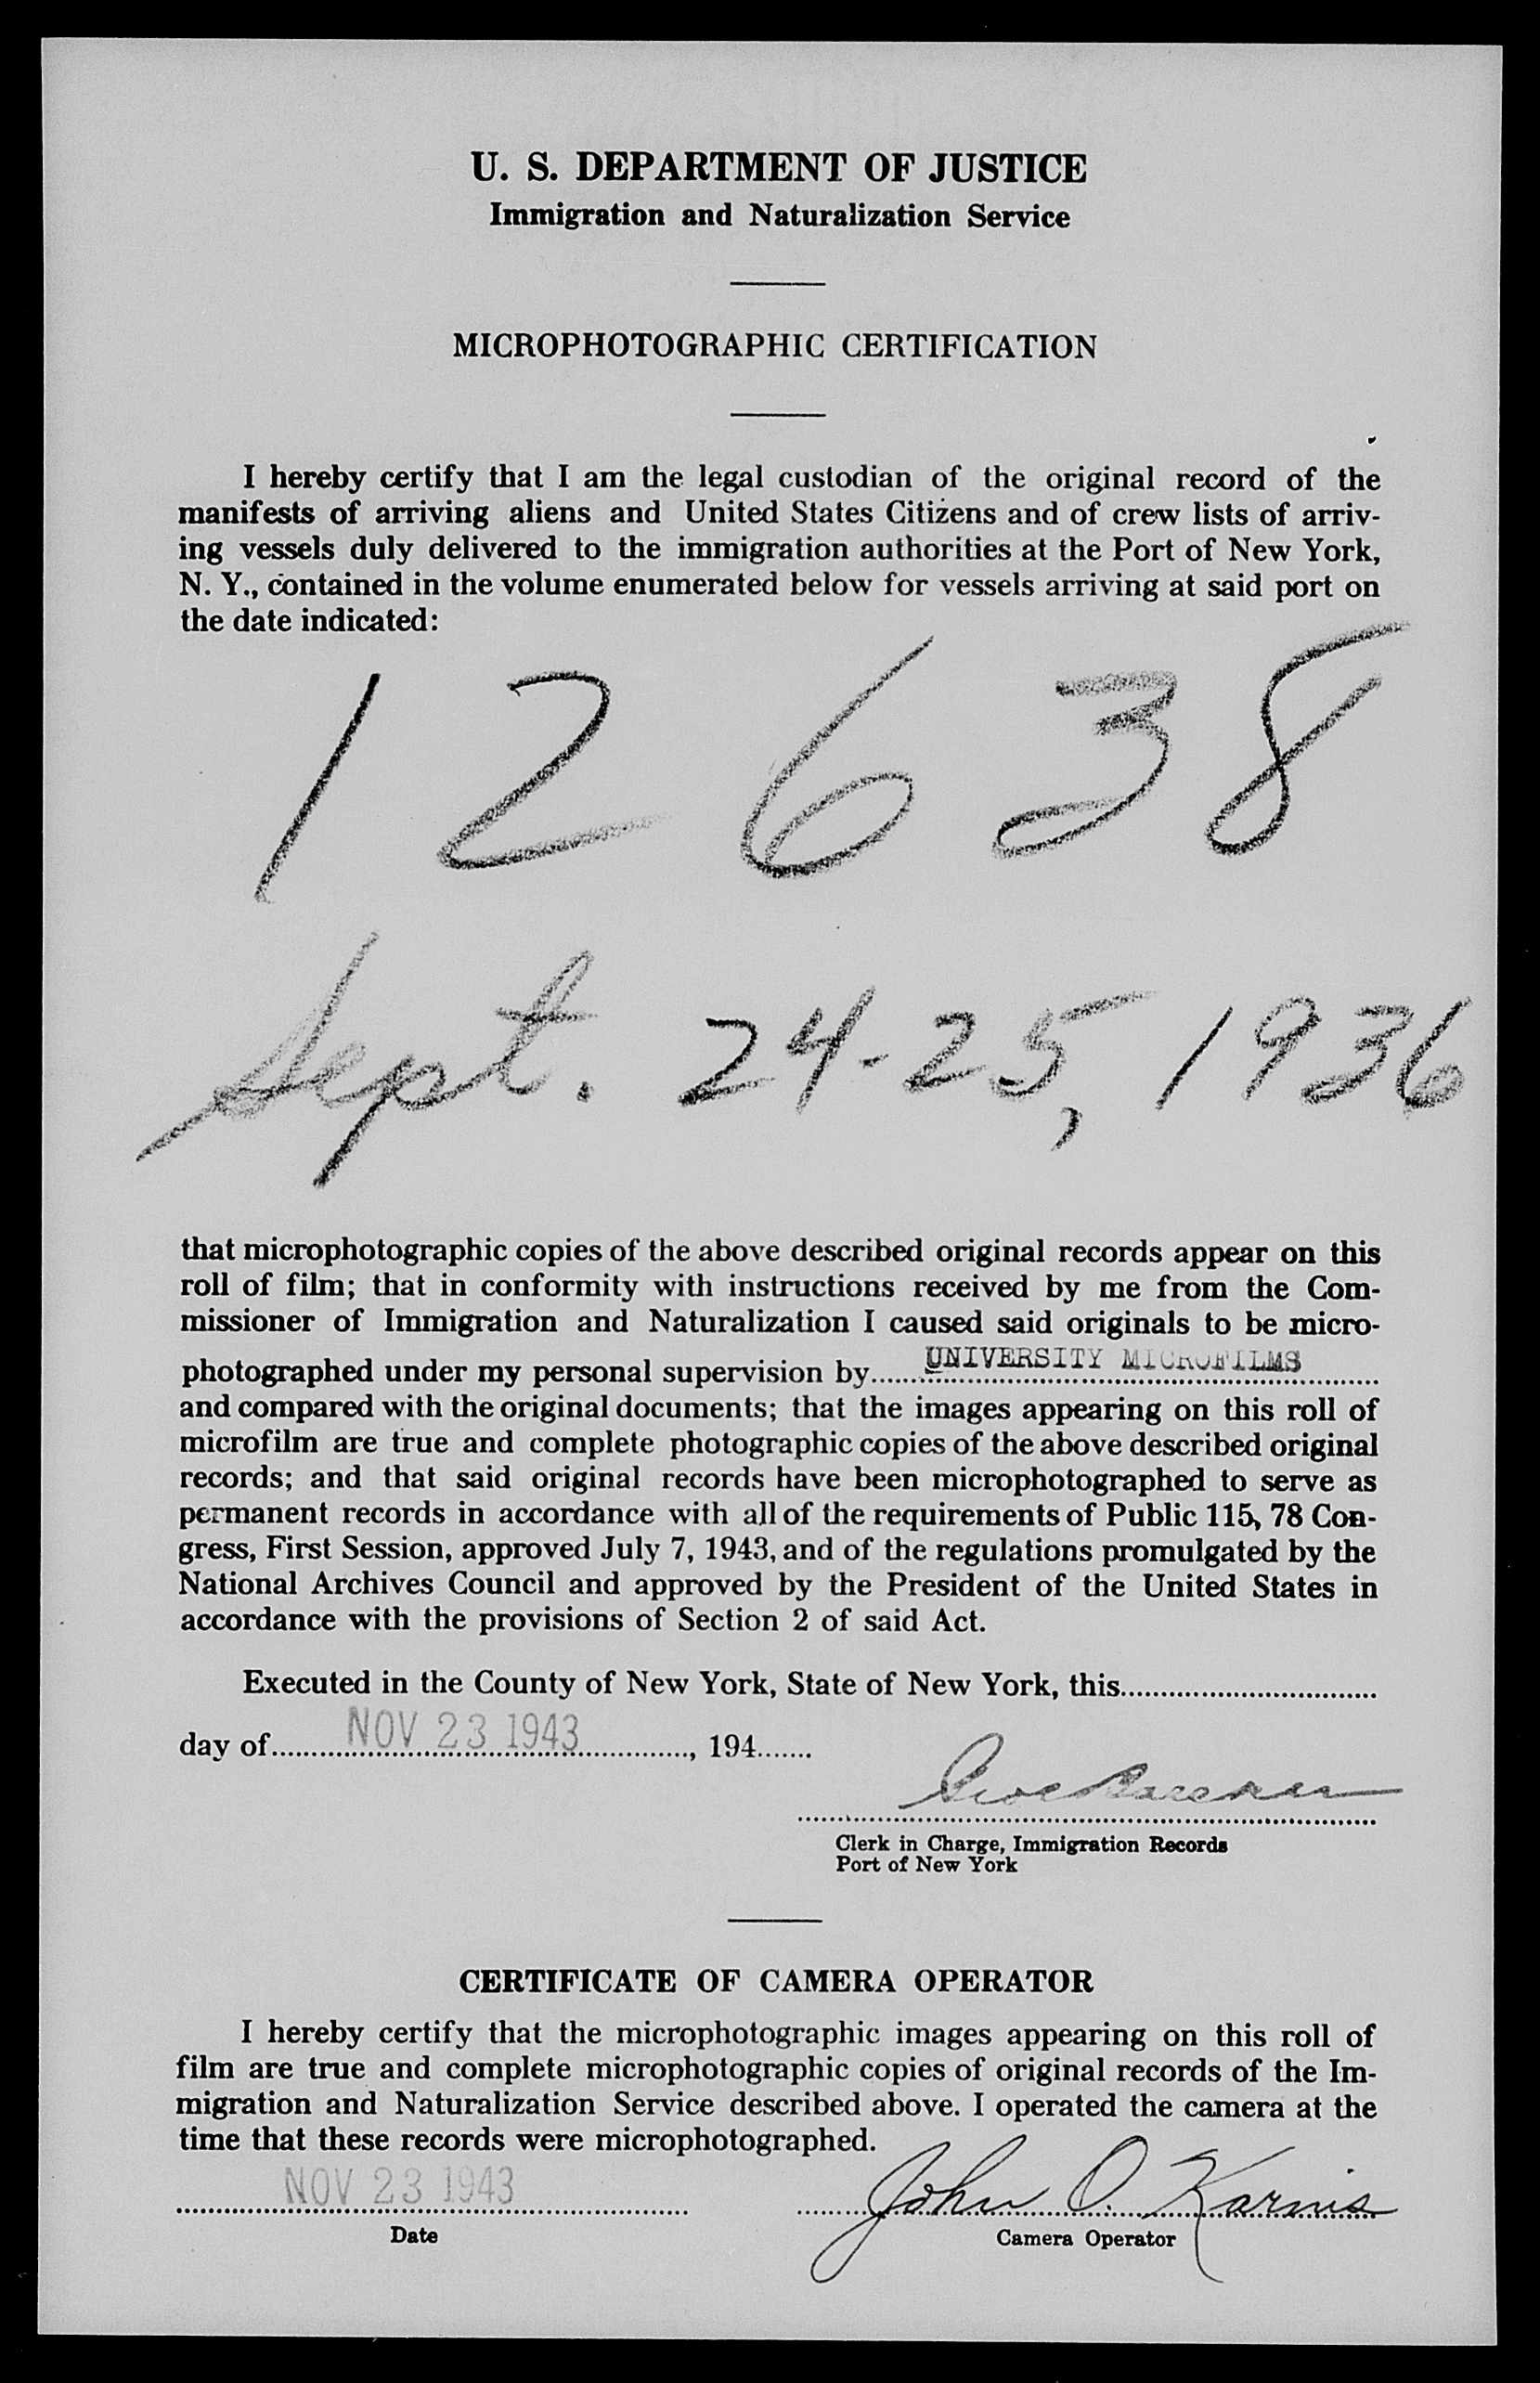 U. S. DEPARTMENT OF JUSTICE
Immigration and Naturalization Service
MICROPHOTOGRAPHIC CERTIFICATION
I hereby certify that I am the legal custodian of the original record of the
manifests of arriving aliens and United States Citizens and of crew lists of arriv-
ing vessels duly delivered to the immigration authorities at the Port of New York,
N. Y., contained in the volume enumerated below for vessels arriving at said port on
the date indicated:
12638
Sept. 24-25, 1936
that microphotographic copies of the above described original records appear on this
roll of film; that in conformity with instructions received by me from the Com-
missioner of Immigration and Naturalization I caused said originals to be micro-
photographed under my personal supervision by......UNIVERSITY MICROFILMS
and compared with the original documents; that the images appearing on this roll of
microfilm are true and complete photographic copies of the above described original
records; and that said original records have been microphotographed to serve as
permanent records in accordance with all of the requirements of Public 115, 78 Con-
gress, First Session, approved July 7, 1943, and of the regulations promulgated by the
National Archives Council and approved by the President of the United States in
accordance with the provisions of Section 2 of said Act.
Executed in the County of New York, State of New York, this................................
day of.........NOV 23 1943............., 194.......
Clerk in Charge, Immigration Records
Port of New York
CERTIFICATE OF CAMERA OPERATOR
I hereby certify that the microphotographic images appearing on this roll of
film are true and complete microphotographic copies of original records of the Im-
migration and Naturalization Service described above. I operated the camera at the
time that these records were microphotographed.
NOV 23 1943 John O. Karnis
Date Camera Operator